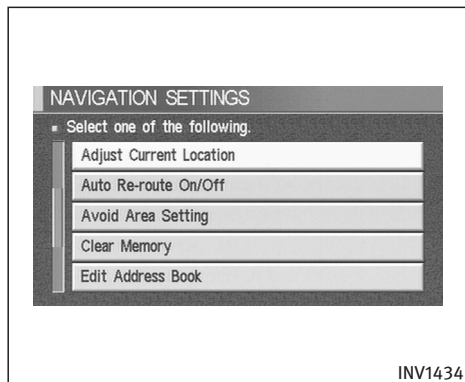 NAVIGATION SETTINGS
Select one of the following.
Adjust Current Location
Auto Re-route On/Off
Avoid Area Setting
Clear Memory
Edit Address Book
INV1434